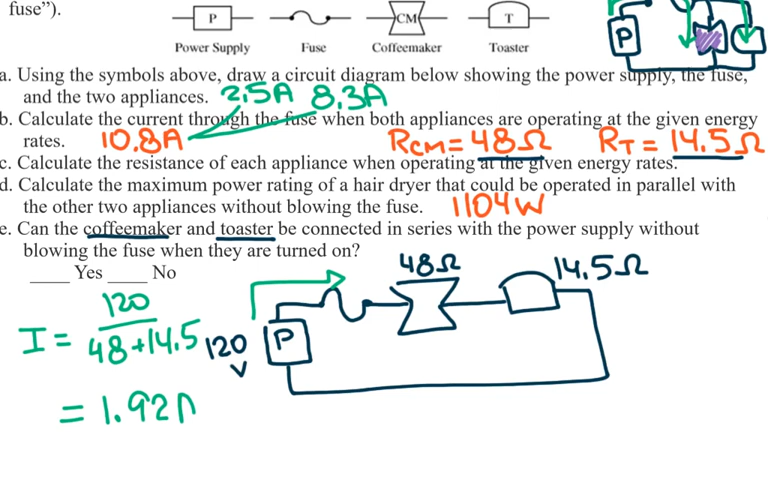 fuse”).
P CM T
Power Supply Fuse Coffeemaker Toaster
P
a. Using the symbols above, draw a circuit diagram below showing the power supply, the fuse,
and the two appliances. 2.5A 8.3A
b. Calculate the current through the fuse when both appliances are operating at the given energy
rates. 10.8A RCM = 48Ω RT = 14.5Ω
c. Calculate the resistance of each appliance when operating at the given energy rates.
d. Calculate the maximum power rating of a hair dryer that could be operated in parallel with
the other two appliances without blowing the fuse. 1104W
e. Can the coffeemaker and toaster be connected in series with the power supply without
blowing the fuse when they are turned on?
____ Yes ____ No
48Ω 14.5Ω
I = 120 / 48+14.5
120 V P
= 1.92A